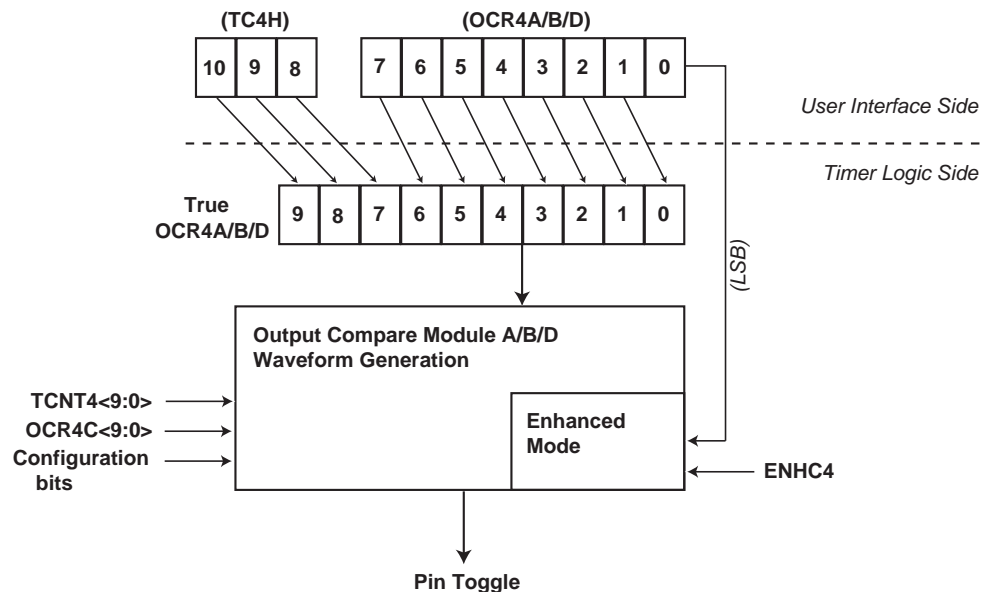 (TC4H) (OCR4A/B/D)
10 9 8 7 6 5 4 3 2 1 0
User Interface Side
Timer Logic Side
True
OCR4A/B/D
9 8 7 6 5 4 3 2 1 0
(LSB)
Output Compare Module A/B/D
Waveform Generation
TCNT4<9:0>
OCR4C<9:0>
Configuration
bits
Enhanced
Mode
ENHC4
Pin Toggle